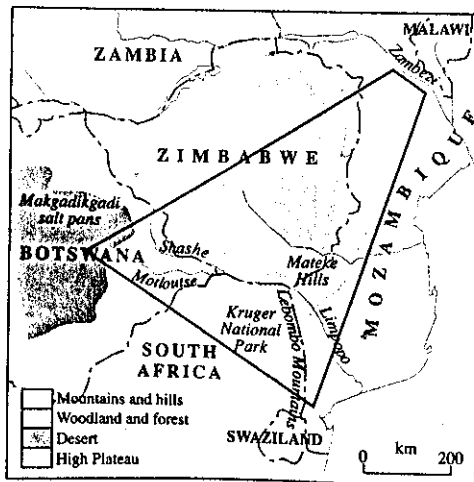 MALAWI
ZAMBIA
Zambezi
ZIMBABWE
MOZAMBIQUE
Makgadikgadi
salt pans
BOTSWANA
Shashe
Motloutse
Mateke
Hills
Kruger
National
Park
Lebombo Mountains
Limpopo
SOUTH
AFRICA
SWAZILAND
Mountains and hills
Woodland and forest
Desert
High Plateau
km
0 200